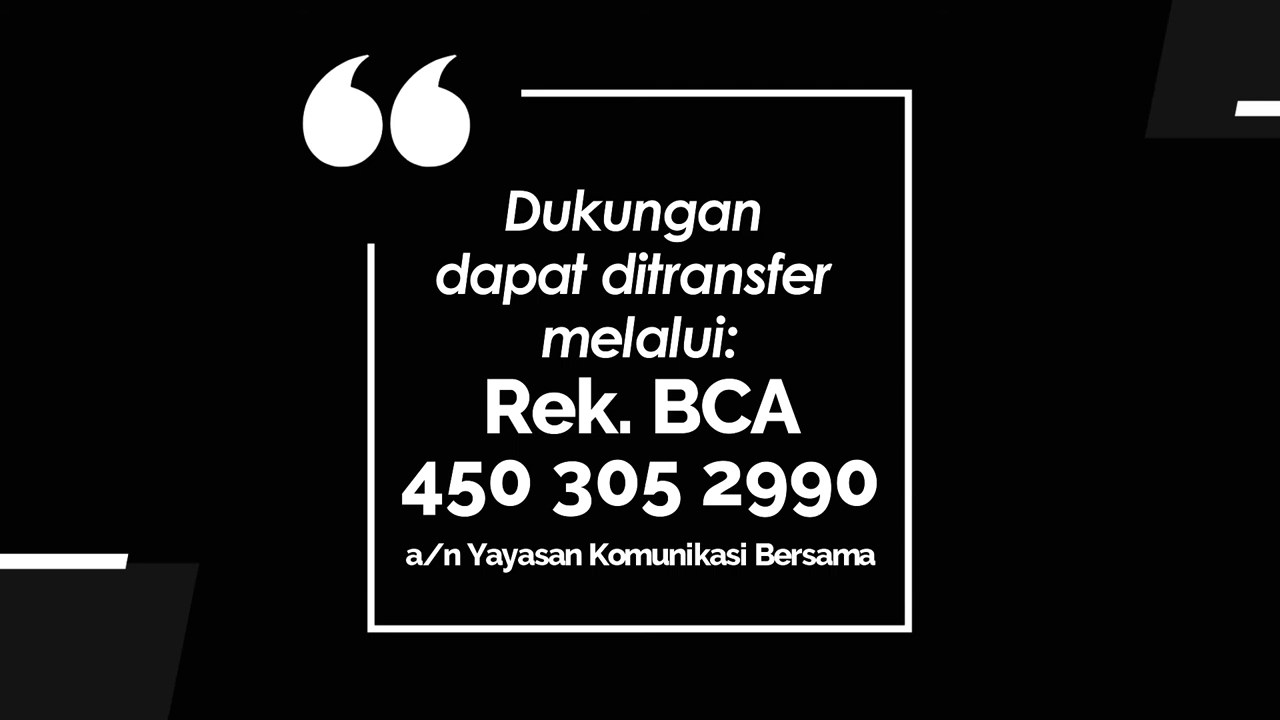 Dukungan
dapat ditransfer
melalui:
Rek. BCA
450 305 2990
a/n Yayasan Komunikasi Bersama